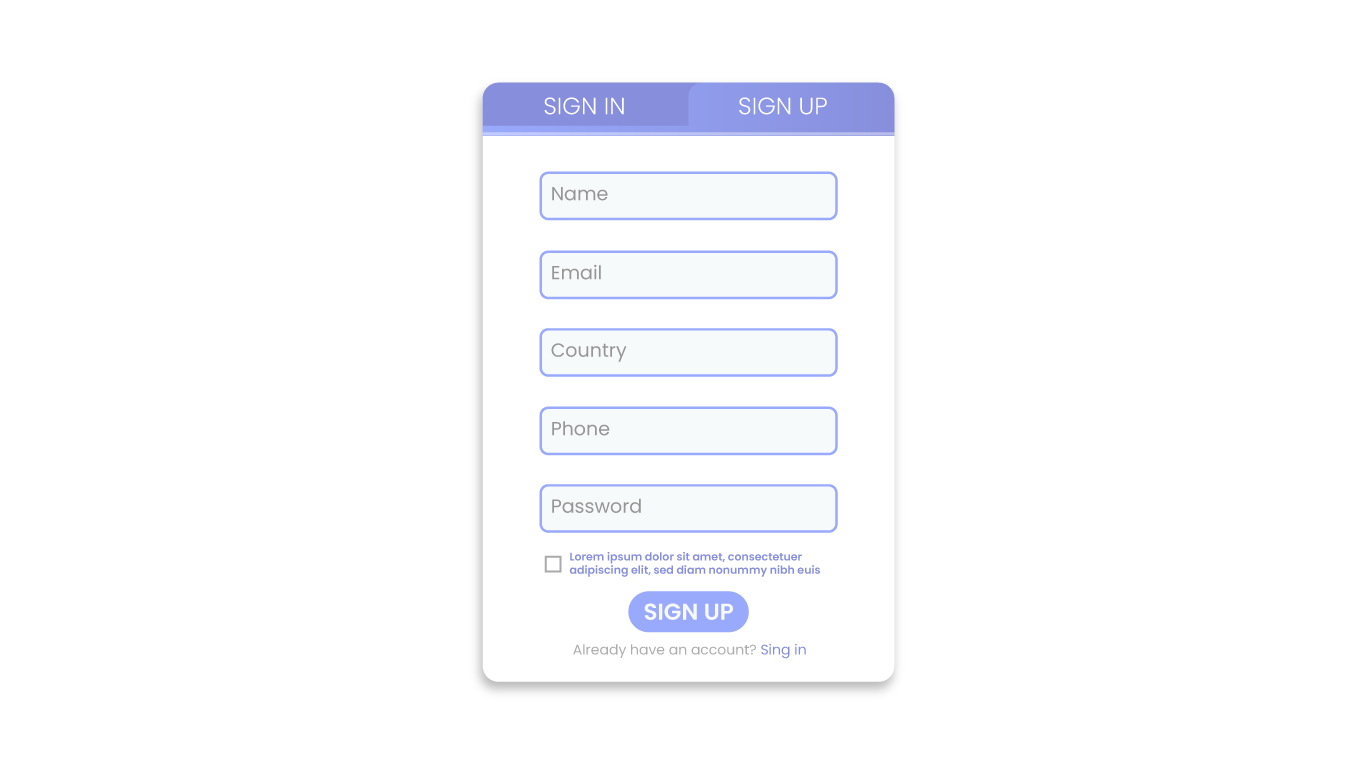 SIGN IN
SIGN UP
Name
Email
Country
Phone
Password
Lorem ipsum dolor sit amet, consectetuer
adipiscing elit, sed diam nonummy nibh euis
SIGN UP
Already have an account? Sing in